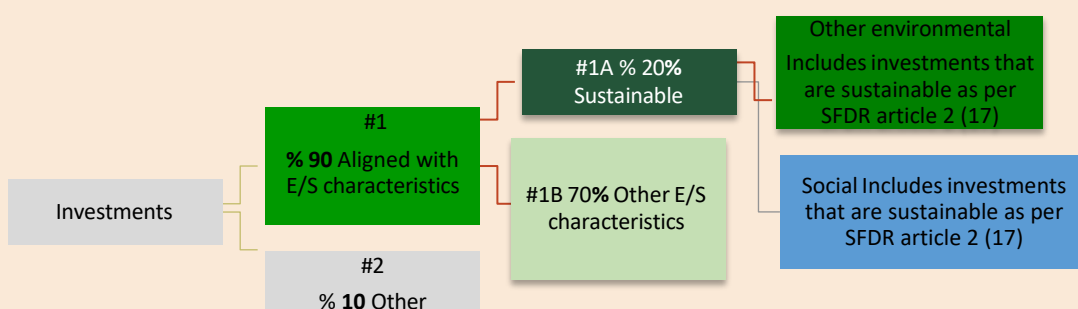 Investments
#1
% 90 Aligned with
E/S characteristics
#2
% 10 Other
#1A % 20%
Sustainable
#1B 70% Other E/S
characteristics
Other environmental
Includes investments that
are sustainable as per
SFDR article 2 (17)
Social Includes investments
that are sustainable as per
SFDR article 2 (17)